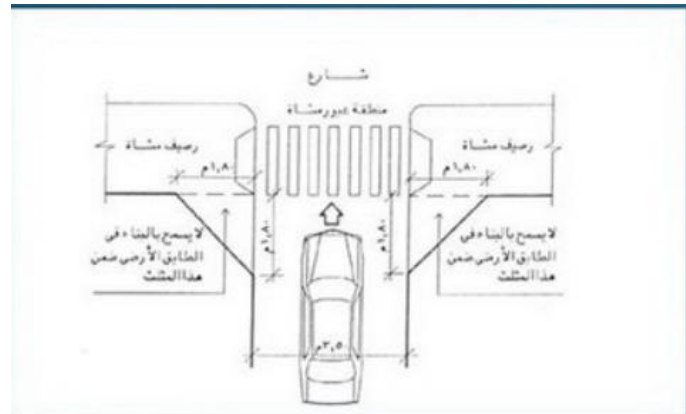 شارع
منطقة عبور مشاة
رصيف مشاة
رصيف مشاة
١,٨٠م
١,٨٠م
١,٨٠م
١,٨٠م
لا يسمح بالبناء في
الطابق الأرضي ضمن
هذا المثلث
لا يسمح بالبناء في
الطابق الأرضي ضمن
هذا المثلث
٣,٥م